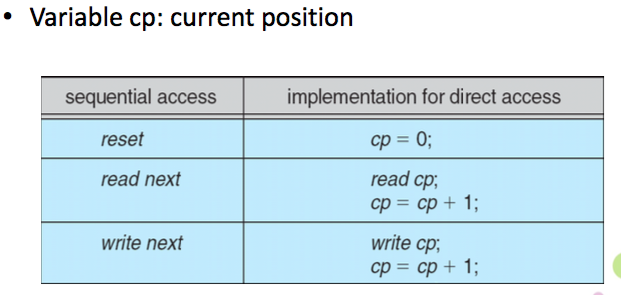 • Variable cp: current position
sequential access implementation for direct access
reset cp = 0;
read next read cp;
cp = cp + 1;
write next write cp;
cp = cp + 1;